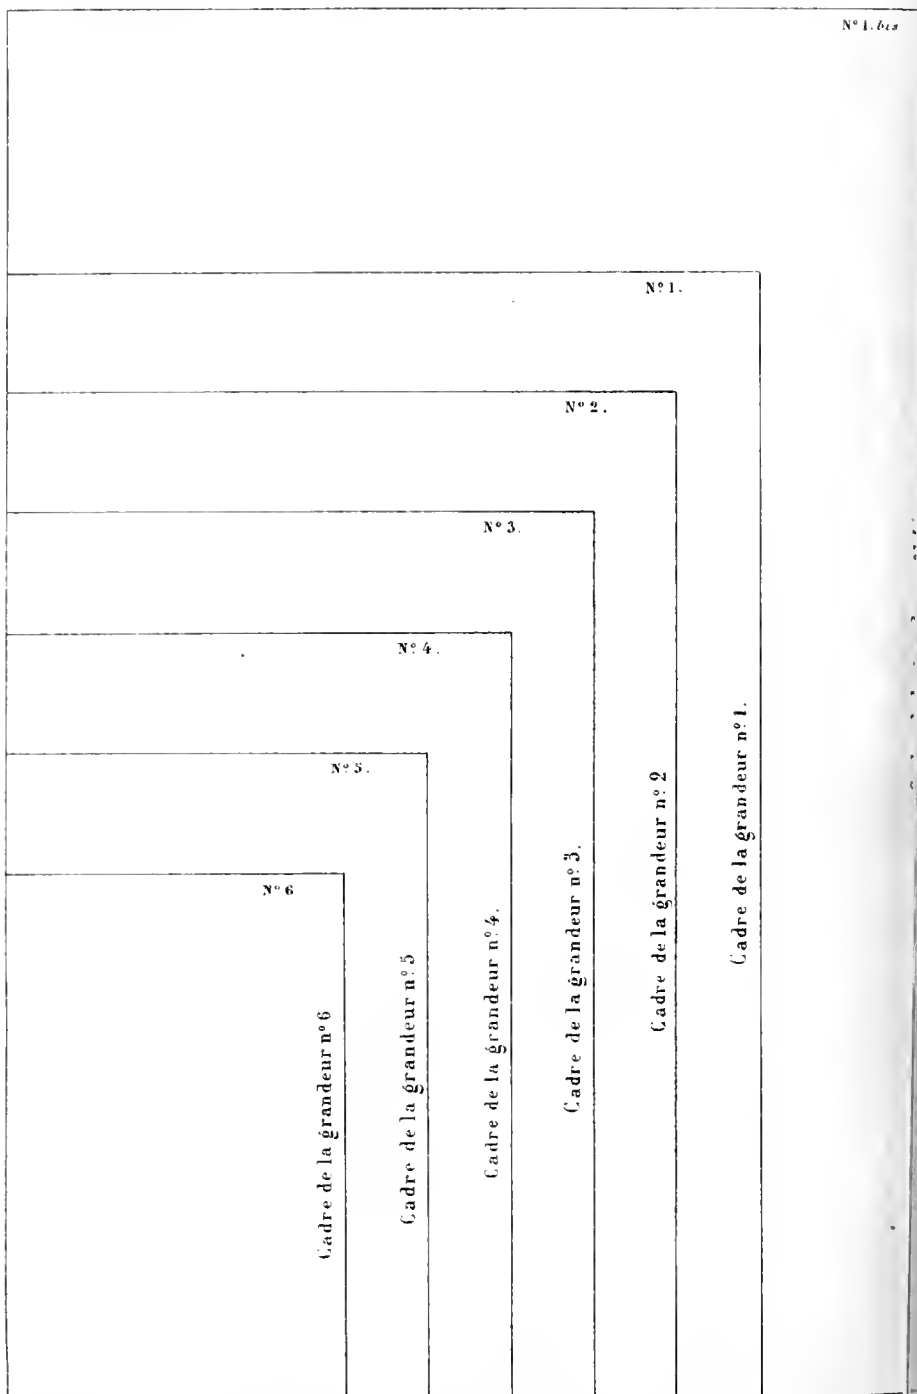 N° 1. bis
N° 1.
N° 2.
N° 3.
N° 4.
N° 5.
N° 6
Cadre de la grandeur n° 6
Cadre de la grandeur n° 5
Cadre de la grandeur n° 4.
Cadre de la grandeur n° 3.
Cadre de la grandeur n° 2
Cadre de la grandeur n° 1.